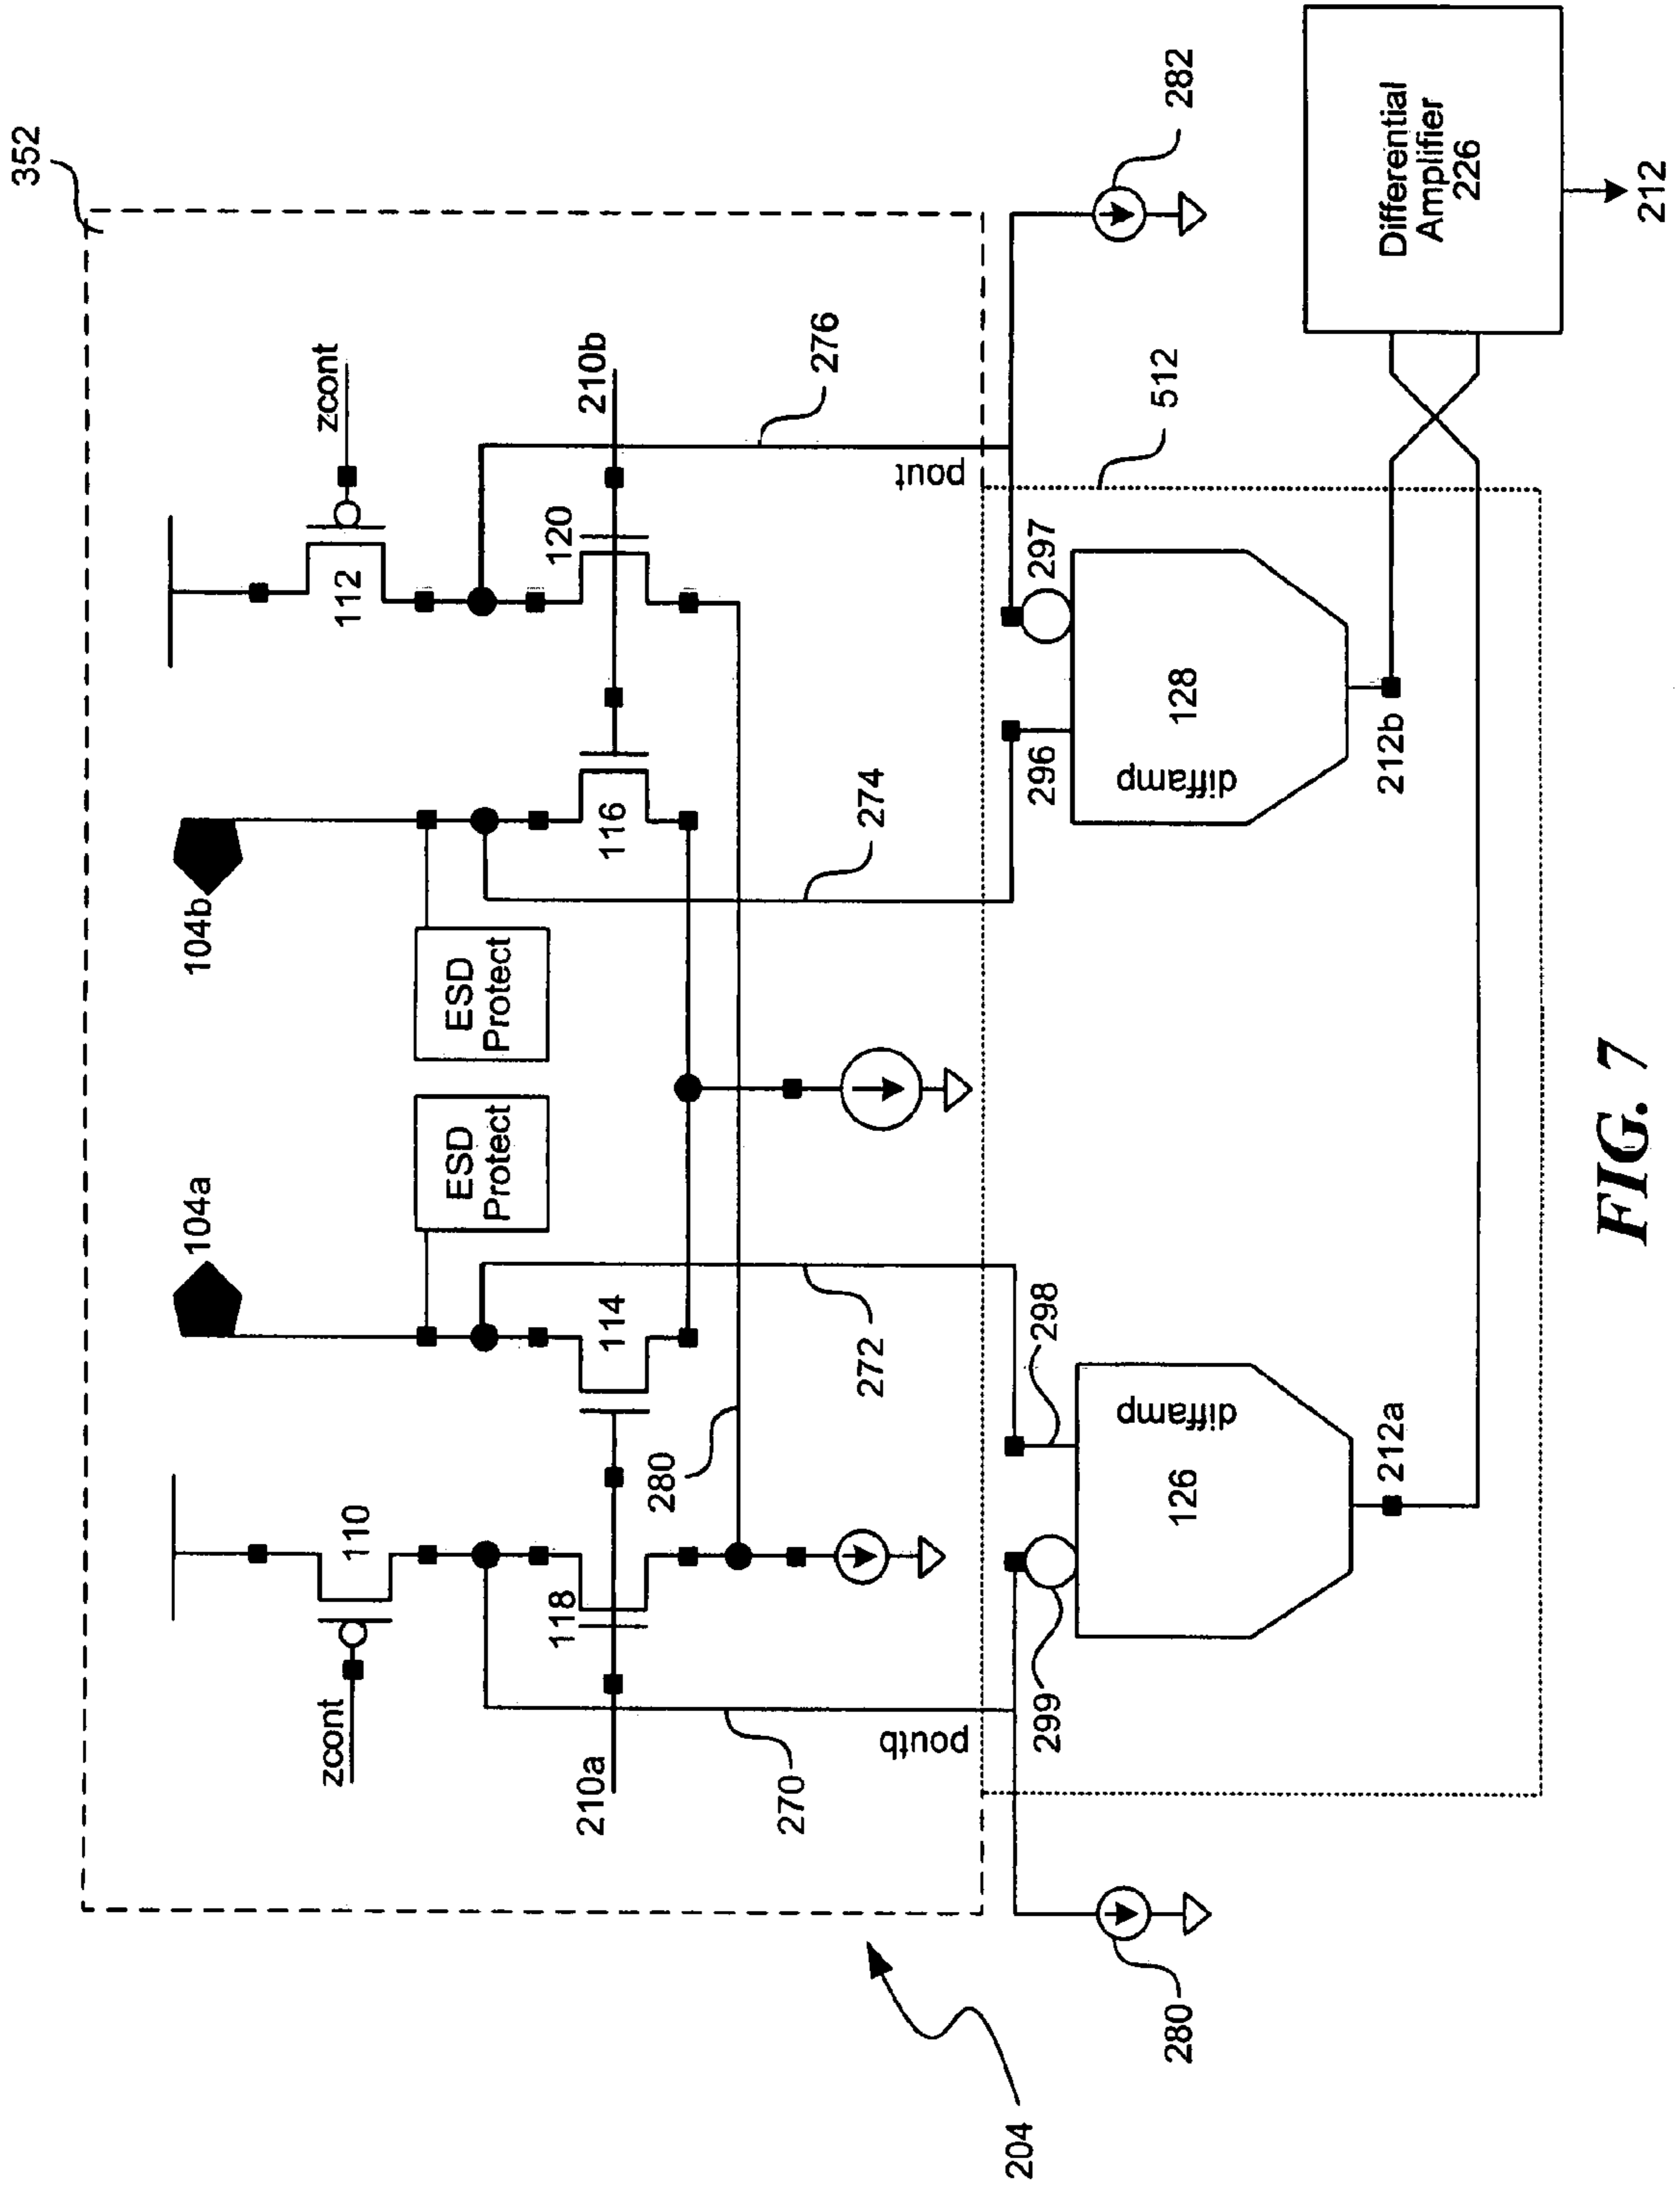 352
zcont
zcont
110
112
104a
104b
ESD
Protect
ESD
Protect
210a
210b
118
114
116
120
280
270
272
274
276
poutb
pout
204
280
282
299
298
296
297
126
diffamp
diffamp
128
512
212a
212b
Differential
Amplifier
226
212
FIG. 7